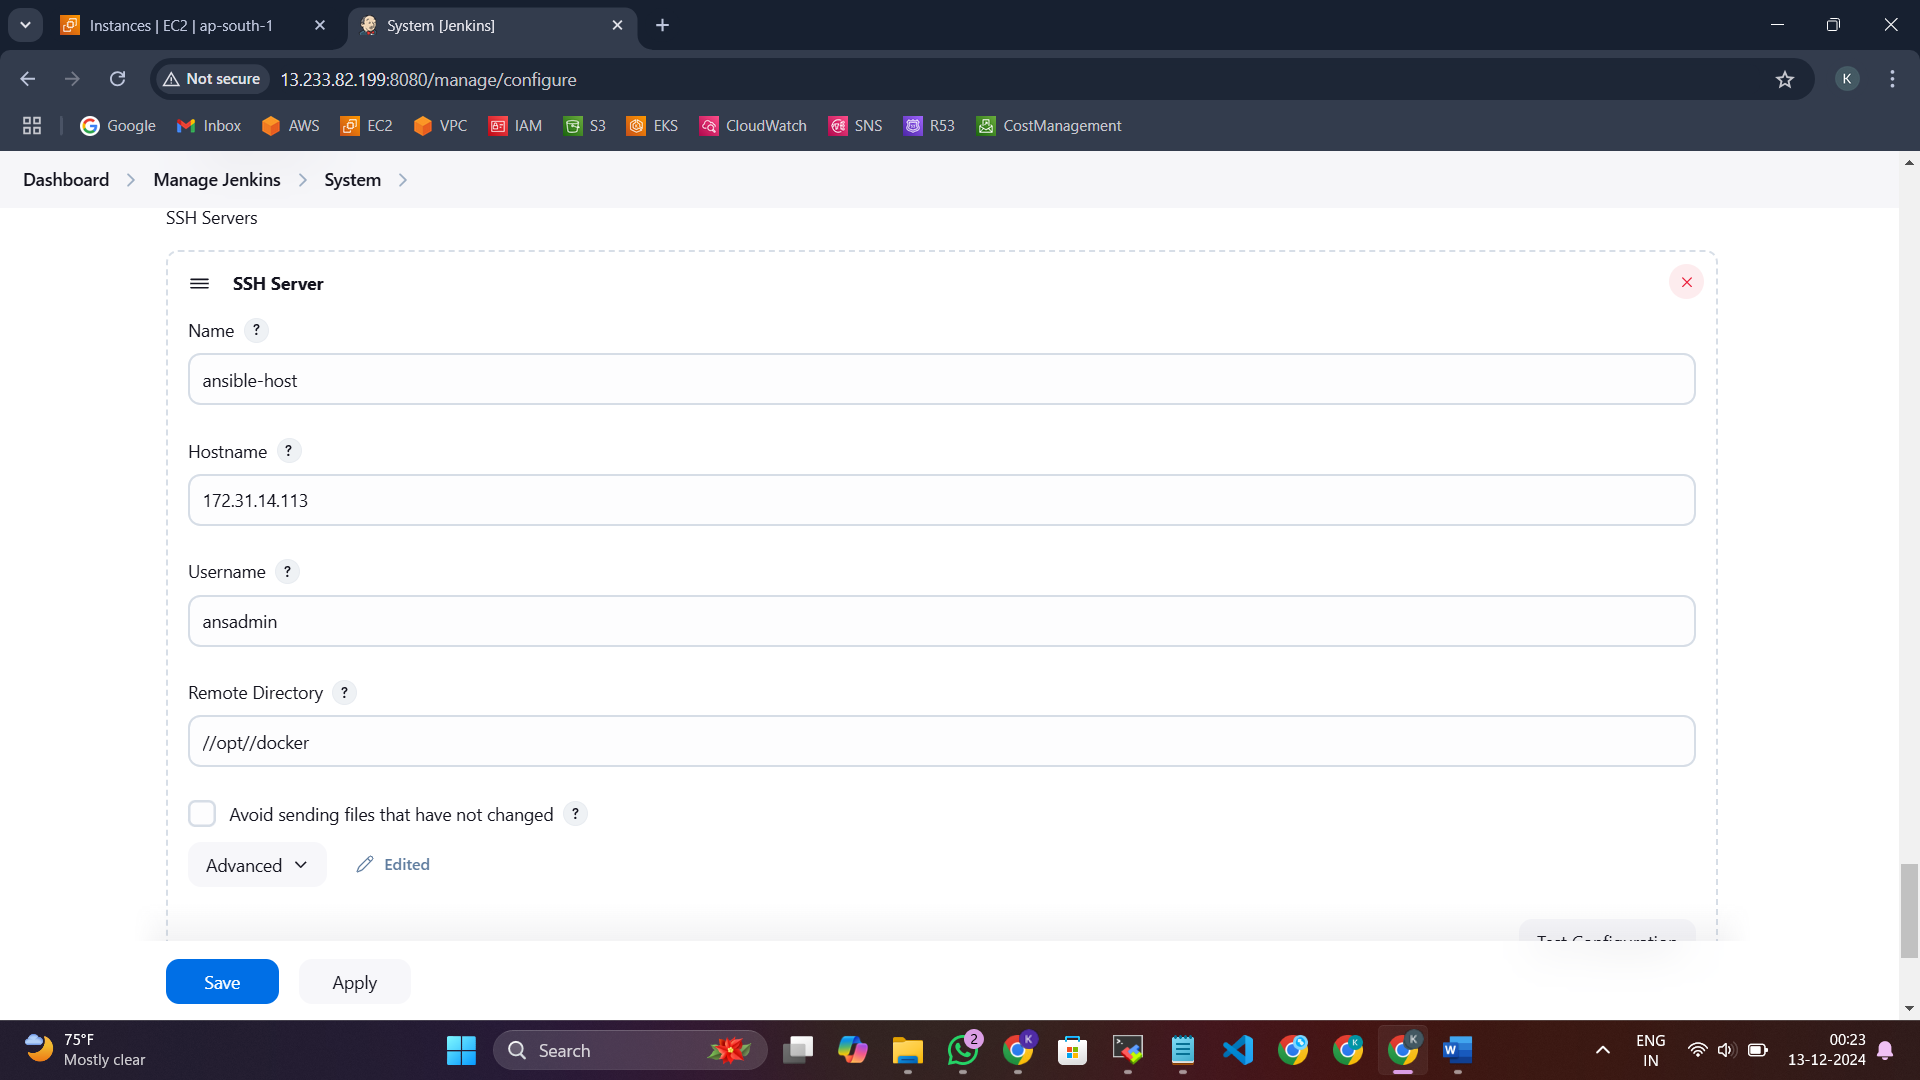 Instances | EC2 | ap-south-1
System [Jenkins]
Not secure
13.233.82.199:8080/manage/configure
K
Google
Inbox
AWS
EC2
VPC
IAM
S3
EKS
CloudWatch
SNS
R53
CostManagement
Dashboard
Manage Jenkins
System
SSH Servers
SSH Server
Name ?
ansible-host
Hostname ?
172.31.14.113
Username ?
ansadmin
Remote Directory ?
//opt//docker
Avoid sending files that have not changed ?
Advanced
Edited
Test Configuration
Save
Apply
75°F
Mostly clear
Search
2
K
K
K
W
ENG
IN
00:23
13-12-2024